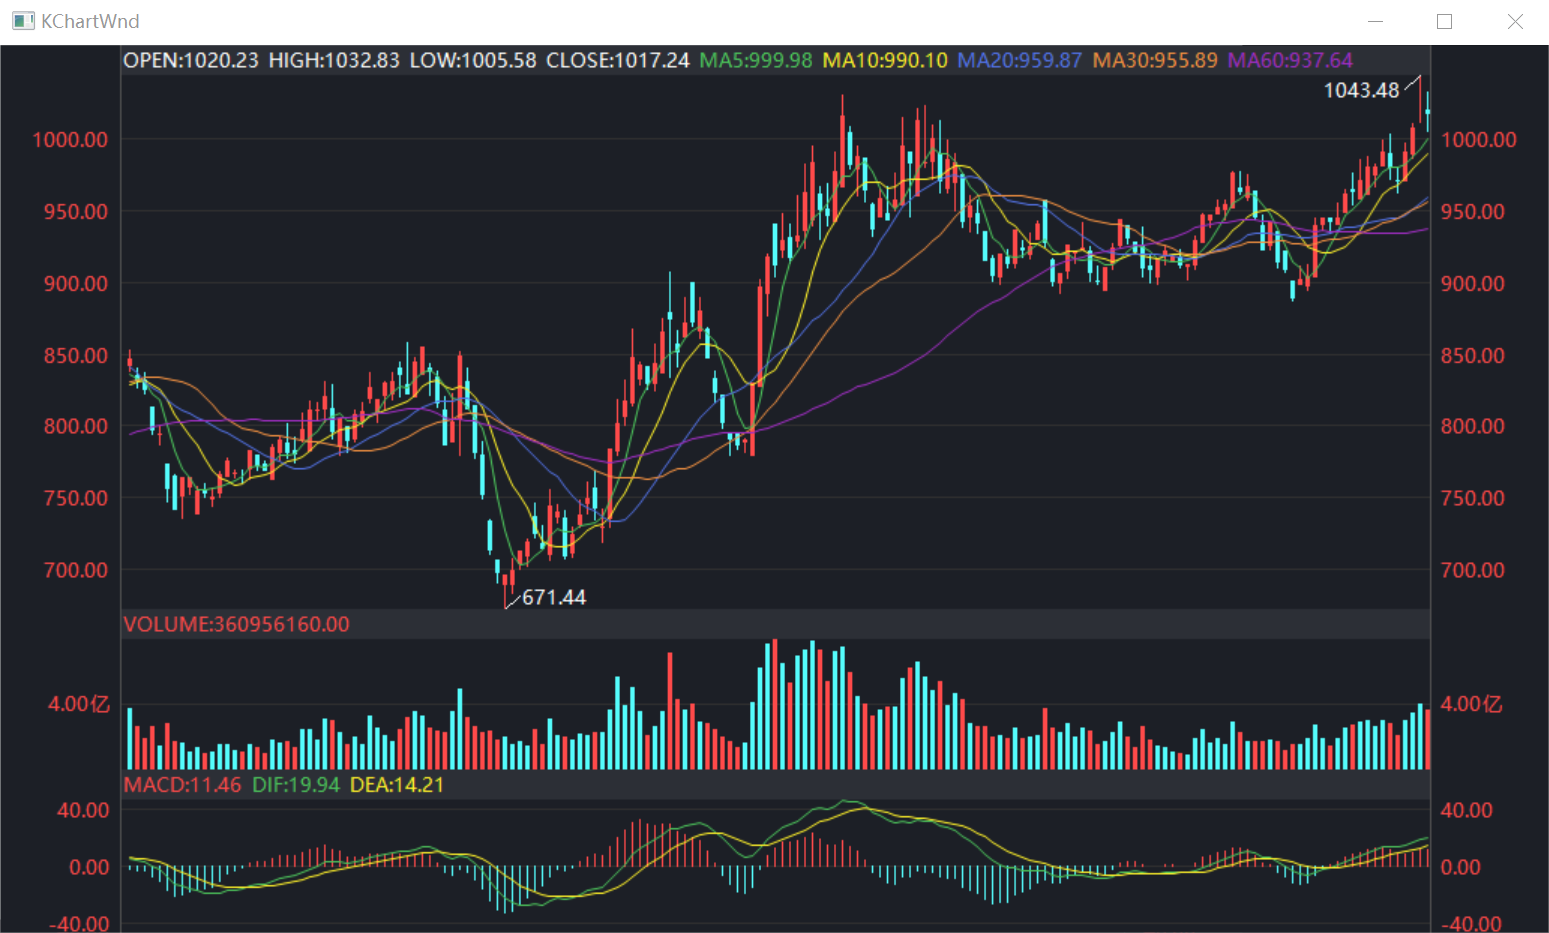 KChartWnd
OPEN:1020.23 HIGH:1032.83 LOW:1005.58 CLOSE:1017.24 MA5:999.98 MA10:990.10 MA20:959.87 MA30:955.89 MA60:937.64
1043.48
1000.00 1000.00
950.00 950.00
900.00 900.00
850.00 850.00
800.00 800.00
750.00 750.00
700.00 700.00
671.44
VOLUME:360956160.00
4.00亿 4.00亿
MACD:11.46 DIF:19.94 DEA:14.21
40.00 40.00
0.00 0.00
-40.00 -40.00